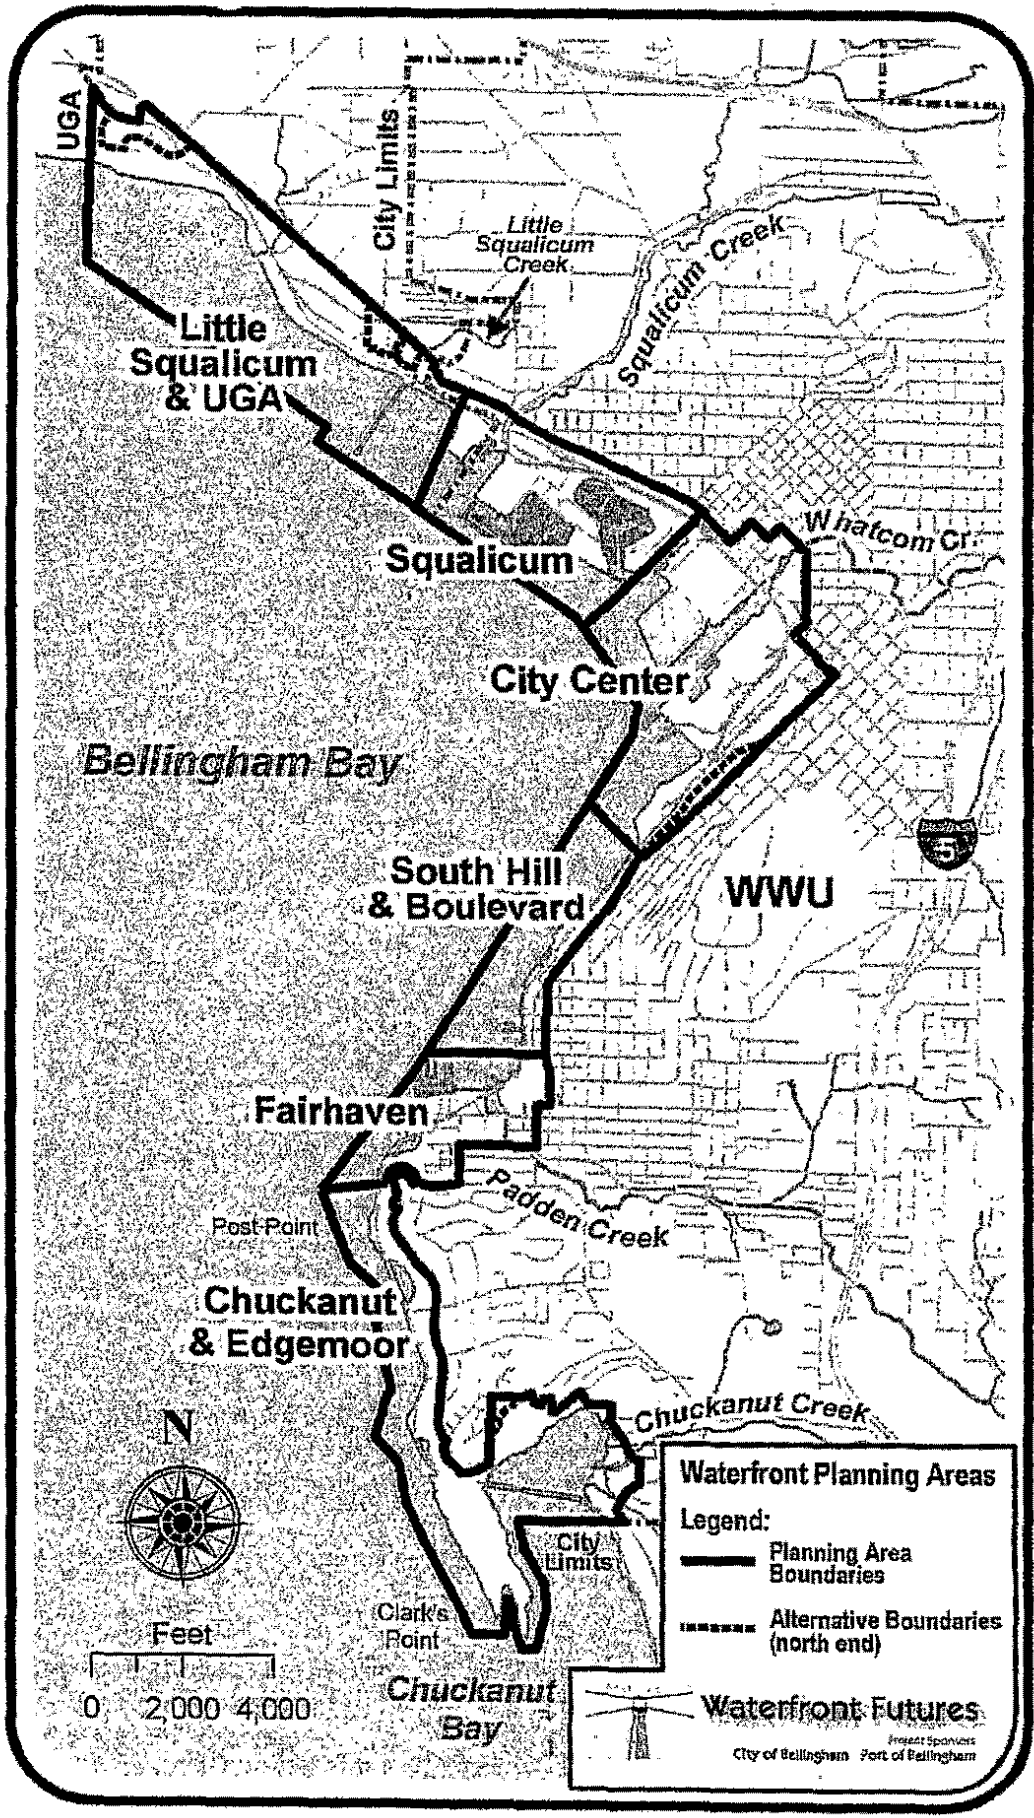 UGA
City Limits
Little
Squalicum
Creek
Squalicum Creek
Little
Squalicum
& UGA
Whatcom Cr.
Squalicum
City Center
Bellingham Bay
5
South Hill
& Boulevard
WWU
Fairhaven
Padden Creek
Post Point
Chuckanut
& Edgemoor
Chuckanut Creek
N
Waterfront Planning Areas
Legend:
Planning Area
Boundaries
Alternative Boundaries
(north end)
City
Limits
Clark's
Point
Feet
0 2,000 4,000
Chuckanut
Bay
Waterfront Futures
Project Sponsors
City of Bellingham Port of Bellingham